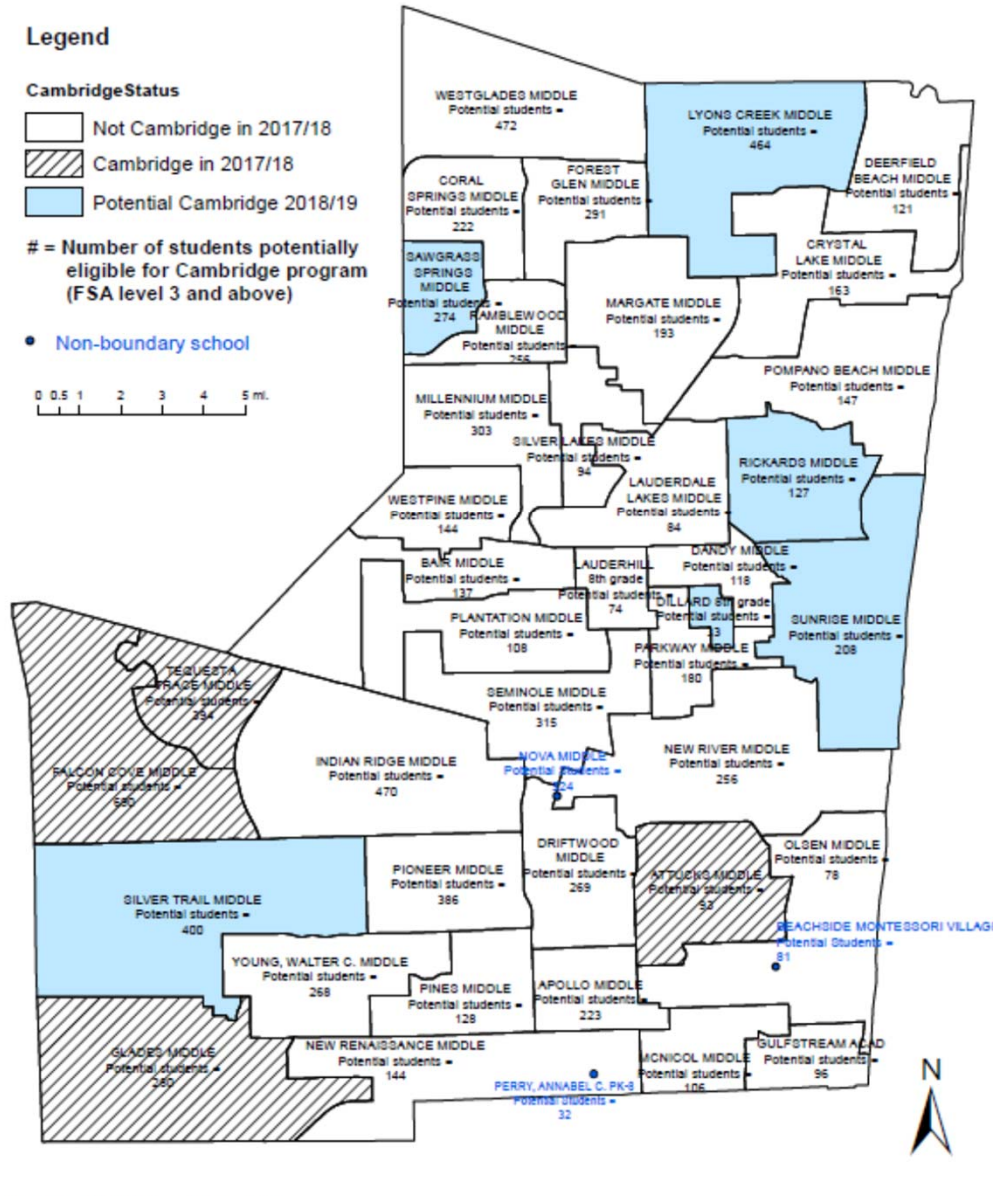 Legend
CambridgeStatus
Not Cambridge in 2017/18
Cambridge in 2017/18
Potential Cambridge 2018/19
# = Number of students potentially
eligible for Cambridge program
(FSA level 3 and above)
Non-boundary school
0 0.5 1 2 3 4 5 mi.
WESTGLADES MIDDLE
Potential students =
472
LYONS CREEK MIDDLE
Potential students =
464
DEERFIELD
BEACH MIDDLE
Potential students =
121
CORAL
SPRINGS MIDDLE
Potential students =
222
FOREST
GLEN MIDDLE
Potential students =
291
CRYSTAL
LAKE MIDDLE
Potential students =
163
SAWGRASS
SPRINGS
MIDDLE
Potential students =
274
RAMBLEWOOD
MIDDLE
Potential students =
256
MARGATE MIDDLE
Potential students =
193
POMPANO BEACH MIDDLE
Potential students =
147
MILLENNIUM MIDDLE
Potential students =
303
SILVER LAKES MIDDLE
Potential students =
94
RICKARDS MIDDLE
Potential students =
127
LAUDERDALE
LAKES MIDDLE
Potential students =
84
WESTPINE MIDDLE
Potential students =
144
BAIR MIDDLE
Potential students =
137
LAUDERHILL
8th grade
Potential students =
74
DANDY MIDDLE
Potential students =
118
DILLARD 8th grade
Potential students =
PLANTATION MIDDLE
Potential students =
108
PARKWAY MIDDLE
Potential students =
180
SUNRISE MIDDLE
Potential students =
208
TEQUESTA
TRACE MIDDLE
Potential students =
394
SEMINOLE MIDDLE
Potential students =
315
NOVA MIDDLE
Potential students =
NEW RIVER MIDDLE
Potential students =
256
INDIAN RIDGE MIDDLE
Potential students =
470
FALCON COVE MIDDLE
Potential students =
DRIFTWOOD
MIDDLE
Potential students =
269
OLSEN MIDDLE
Potential students =
78
PIONEER MIDDLE
Potential students =
386
ATTUCKS MIDDLE
Potential students =
93
SILVER TRAIL MIDDLE
Potential students =
400
BEACHSIDE MONTESSORI VILLAG
Potential Students =
81
YOUNG, WALTER C. MIDDLE
Potential students =
268
PINES MIDDLE
Potential students =
128
APOLLO MIDDLE
Potential students =
223
GLADES MIDDLE
Potential students =
NEW RENAISSANCE MIDDLE
Potential students =
144
MCNICOL MIDDLE
Potential students =
106
GULFSTREAM ACAD
Potential students =
96
PERRY, ANNABEL C. PK-8
Potential Students =
32
N